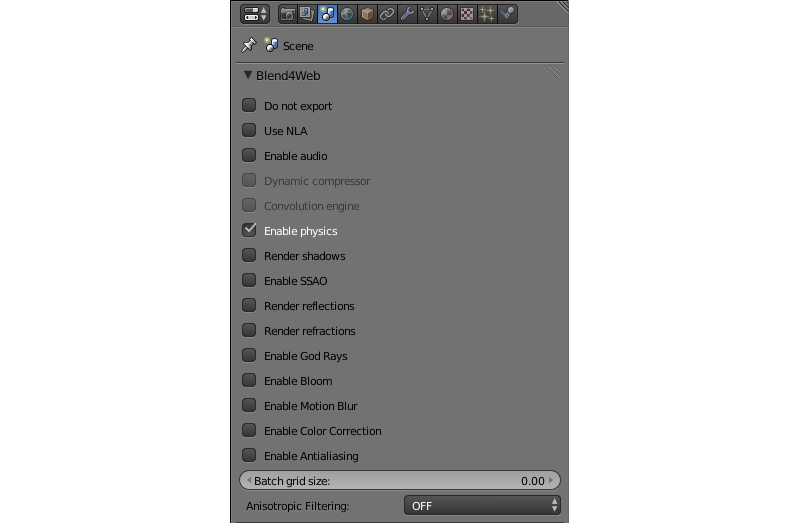 Scene
Blend4Web
Do not export
Use NLA
Enable audio
Dynamic compressor
Convolution engine
Enable physics
Render shadows
Enable SSAO
Render reflections
Render refractions
Enable God Rays
Enable Bloom
Enable Motion Blur
Enable Color Correction
Enable Antialiasing
Batch grid size: 0.00
Anisotropic Filtering: OFF